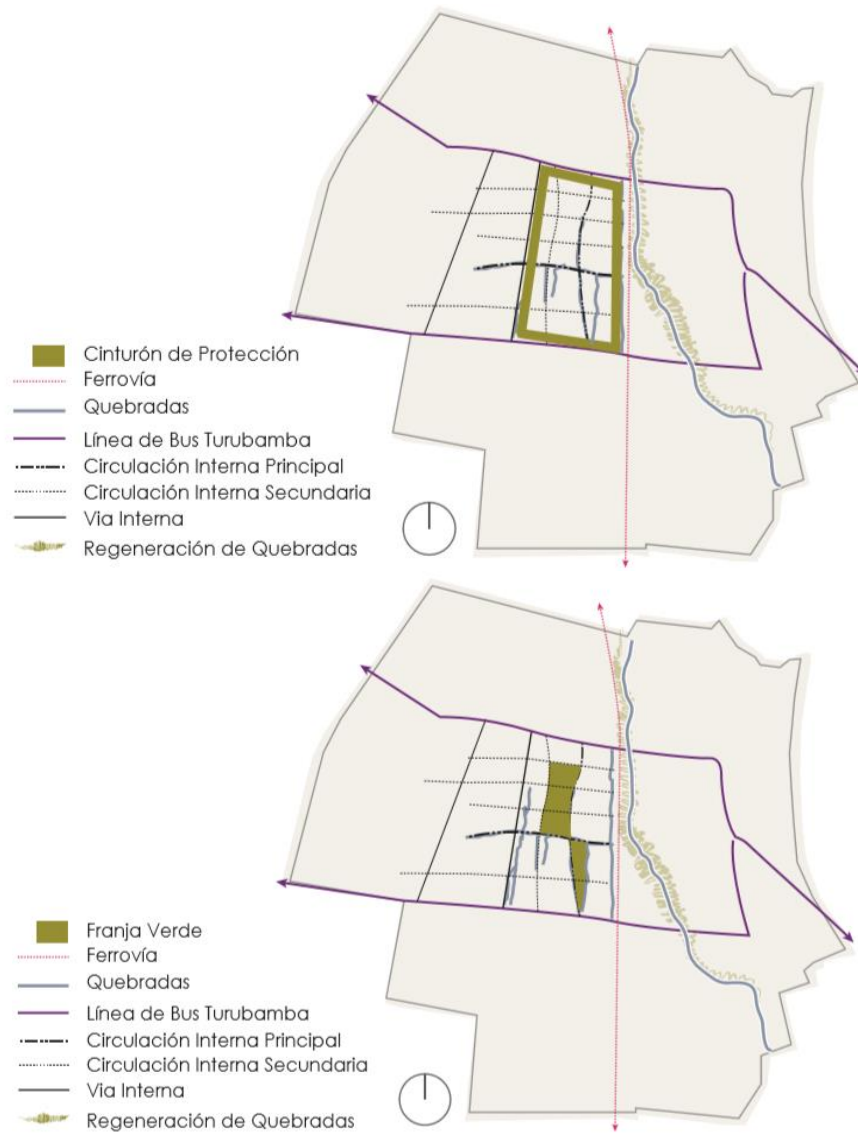 Cinturón de Protección
Ferrovía
Quebradas
Línea de Bus Turubamba
Circulación Interna Principal
Circulación Interna Secundaria
Via Interna
Regeneración de Quebradas
Franja Verde
Ferrovía
Quebradas
Línea de Bus Turubamba
Circulación Interna Principal
Circulación Interna Secundaria
Via Interna
Regeneración de Quebradas